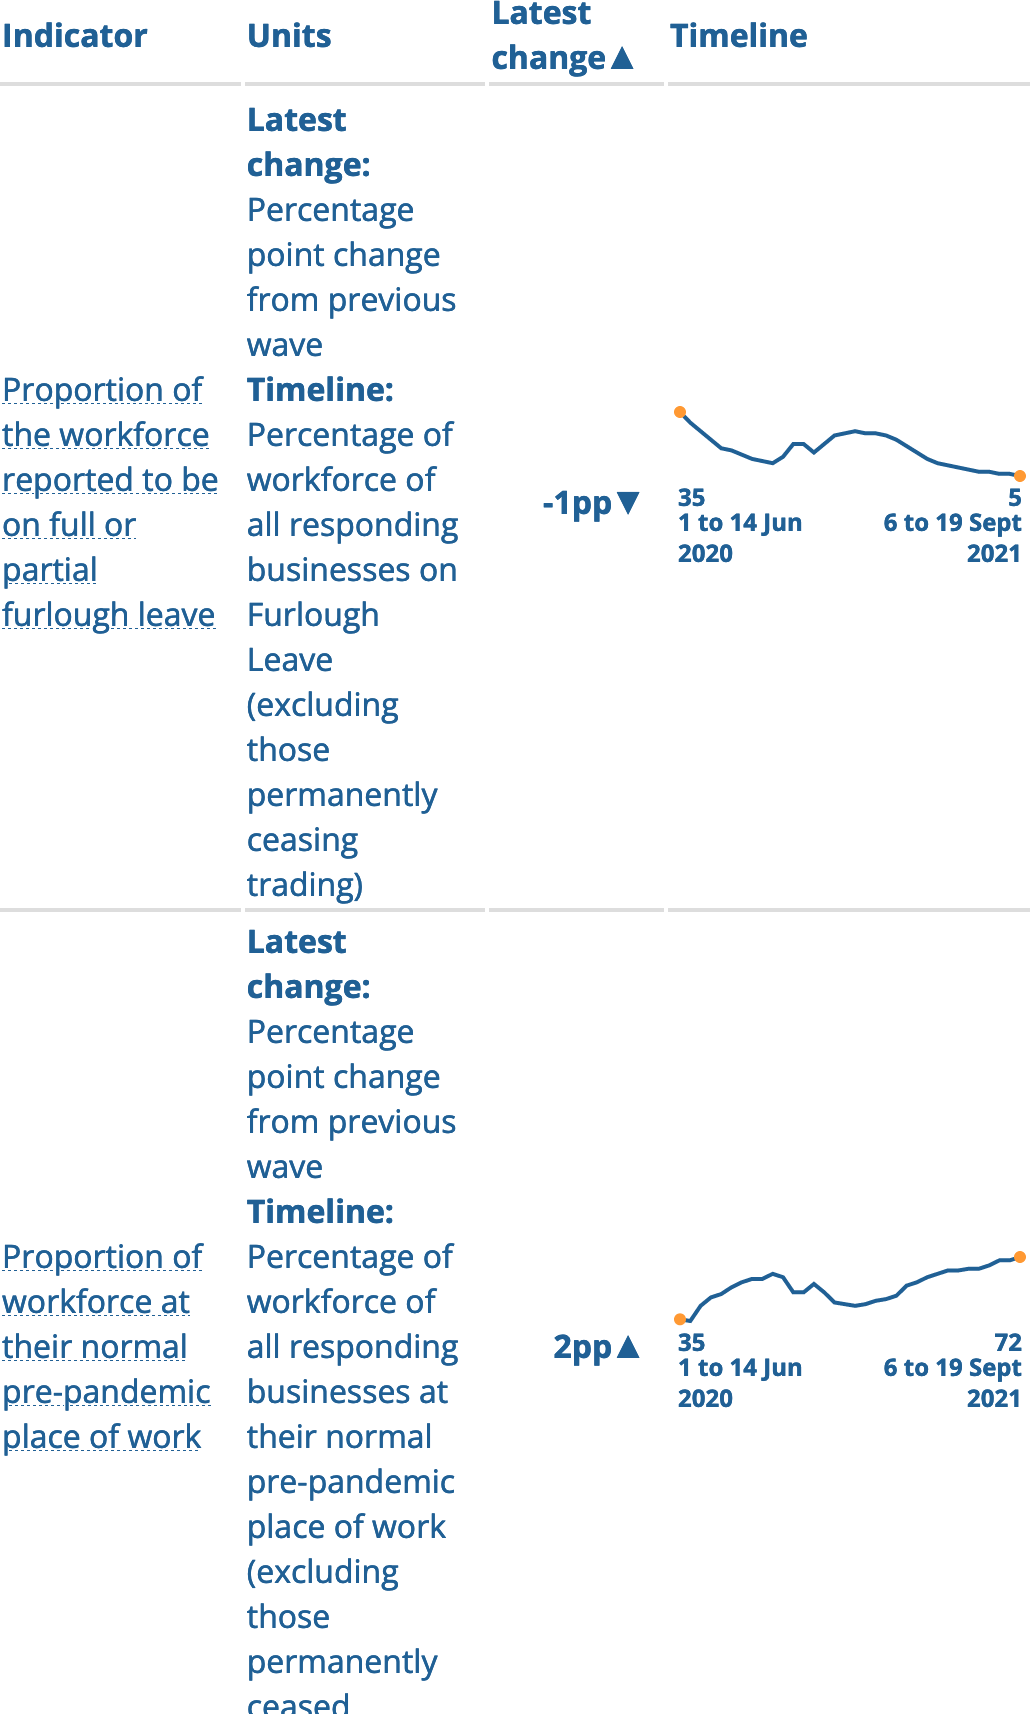 Indicator
Units
Latest
change▲
Timeline
Proportion of
the workforce
reported to be
on full or
partial
furlough leave
Latest
change:
Percentage
point change
from previous
wave
Timeline:
Percentage of
workforce of
all responding
businesses on
Furlough
Leave
(excluding
those
permanently
ceasing
trading)
-1pp▼
35
1 to 14 Jun
2020
5
6 to 19 Sept
2021
Proportion of
workforce at
their normal
pre-pandemic
place of work
Latest
change:
Percentage
point change
from previous
wave
Timeline:
Percentage of
workforce of
all responding
businesses at
their normal
pre-pandemic
place of work
(excluding
those
permanently
ceased
2pp▲
35
1 to 14 Jun
2020
72
6 to 19 Sept
2021